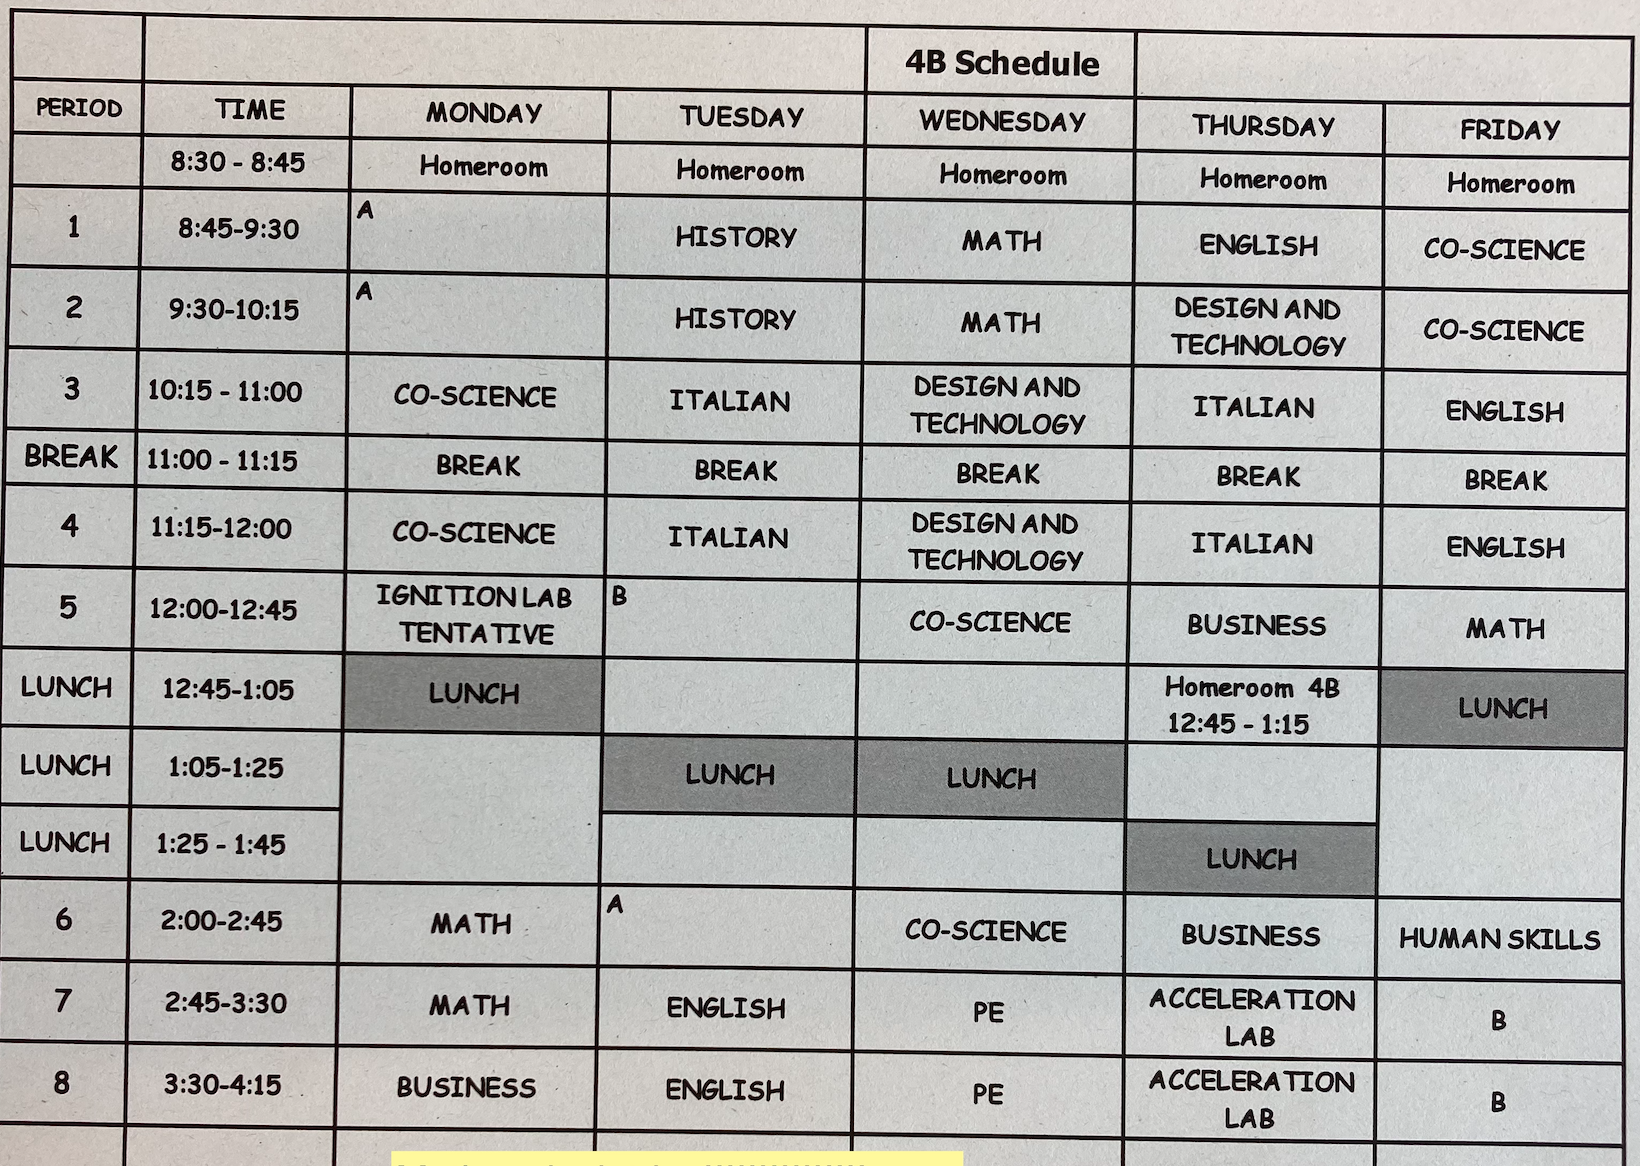 4B Schedule
PERIOD TIME MONDAY TUESDAY WEDNESDAY THURSDAY FRIDAY
8:30 - 8:45 Homeroom Homeroom Homeroom Homeroom Homeroom
1 8:45-9:30 A HISTORY MATH ENGLISH CO-SCIENCE
2 9:30-10:15 A HISTORY MATH DESIGN AND TECHNOLOGY CO-SCIENCE
3 10:15 - 11:00 CO-SCIENCE ITALIAN DESIGN AND TECHNOLOGY ITALIAN ENGLISH
BREAK 11:00 - 11:15 BREAK BREAK BREAK BREAK BREAK
4 11:15-12:00 CO-SCIENCE ITALIAN DESIGN AND TECHNOLOGY ITALIAN ENGLISH
5 12:00-12:45 IGNITION LAB TENTATIVE B CO-SCIENCE BUSINESS MATH
LUNCH 12:45-1:05 LUNCH Homeroom 4B 12:45 - 1:15 LUNCH
LUNCH 1:05-1:25 LUNCH LUNCH
LUNCH 1:25 - 1:45 LUNCH
6 2:00-2:45 MATH A CO-SCIENCE BUSINESS HUMAN SKILLS
7 2:45-3:30 MATH ENGLISH PE ACCELERATION LAB B
8 3:30-4:15 BUSINESS ENGLISH PE ACCELERATION LAB B